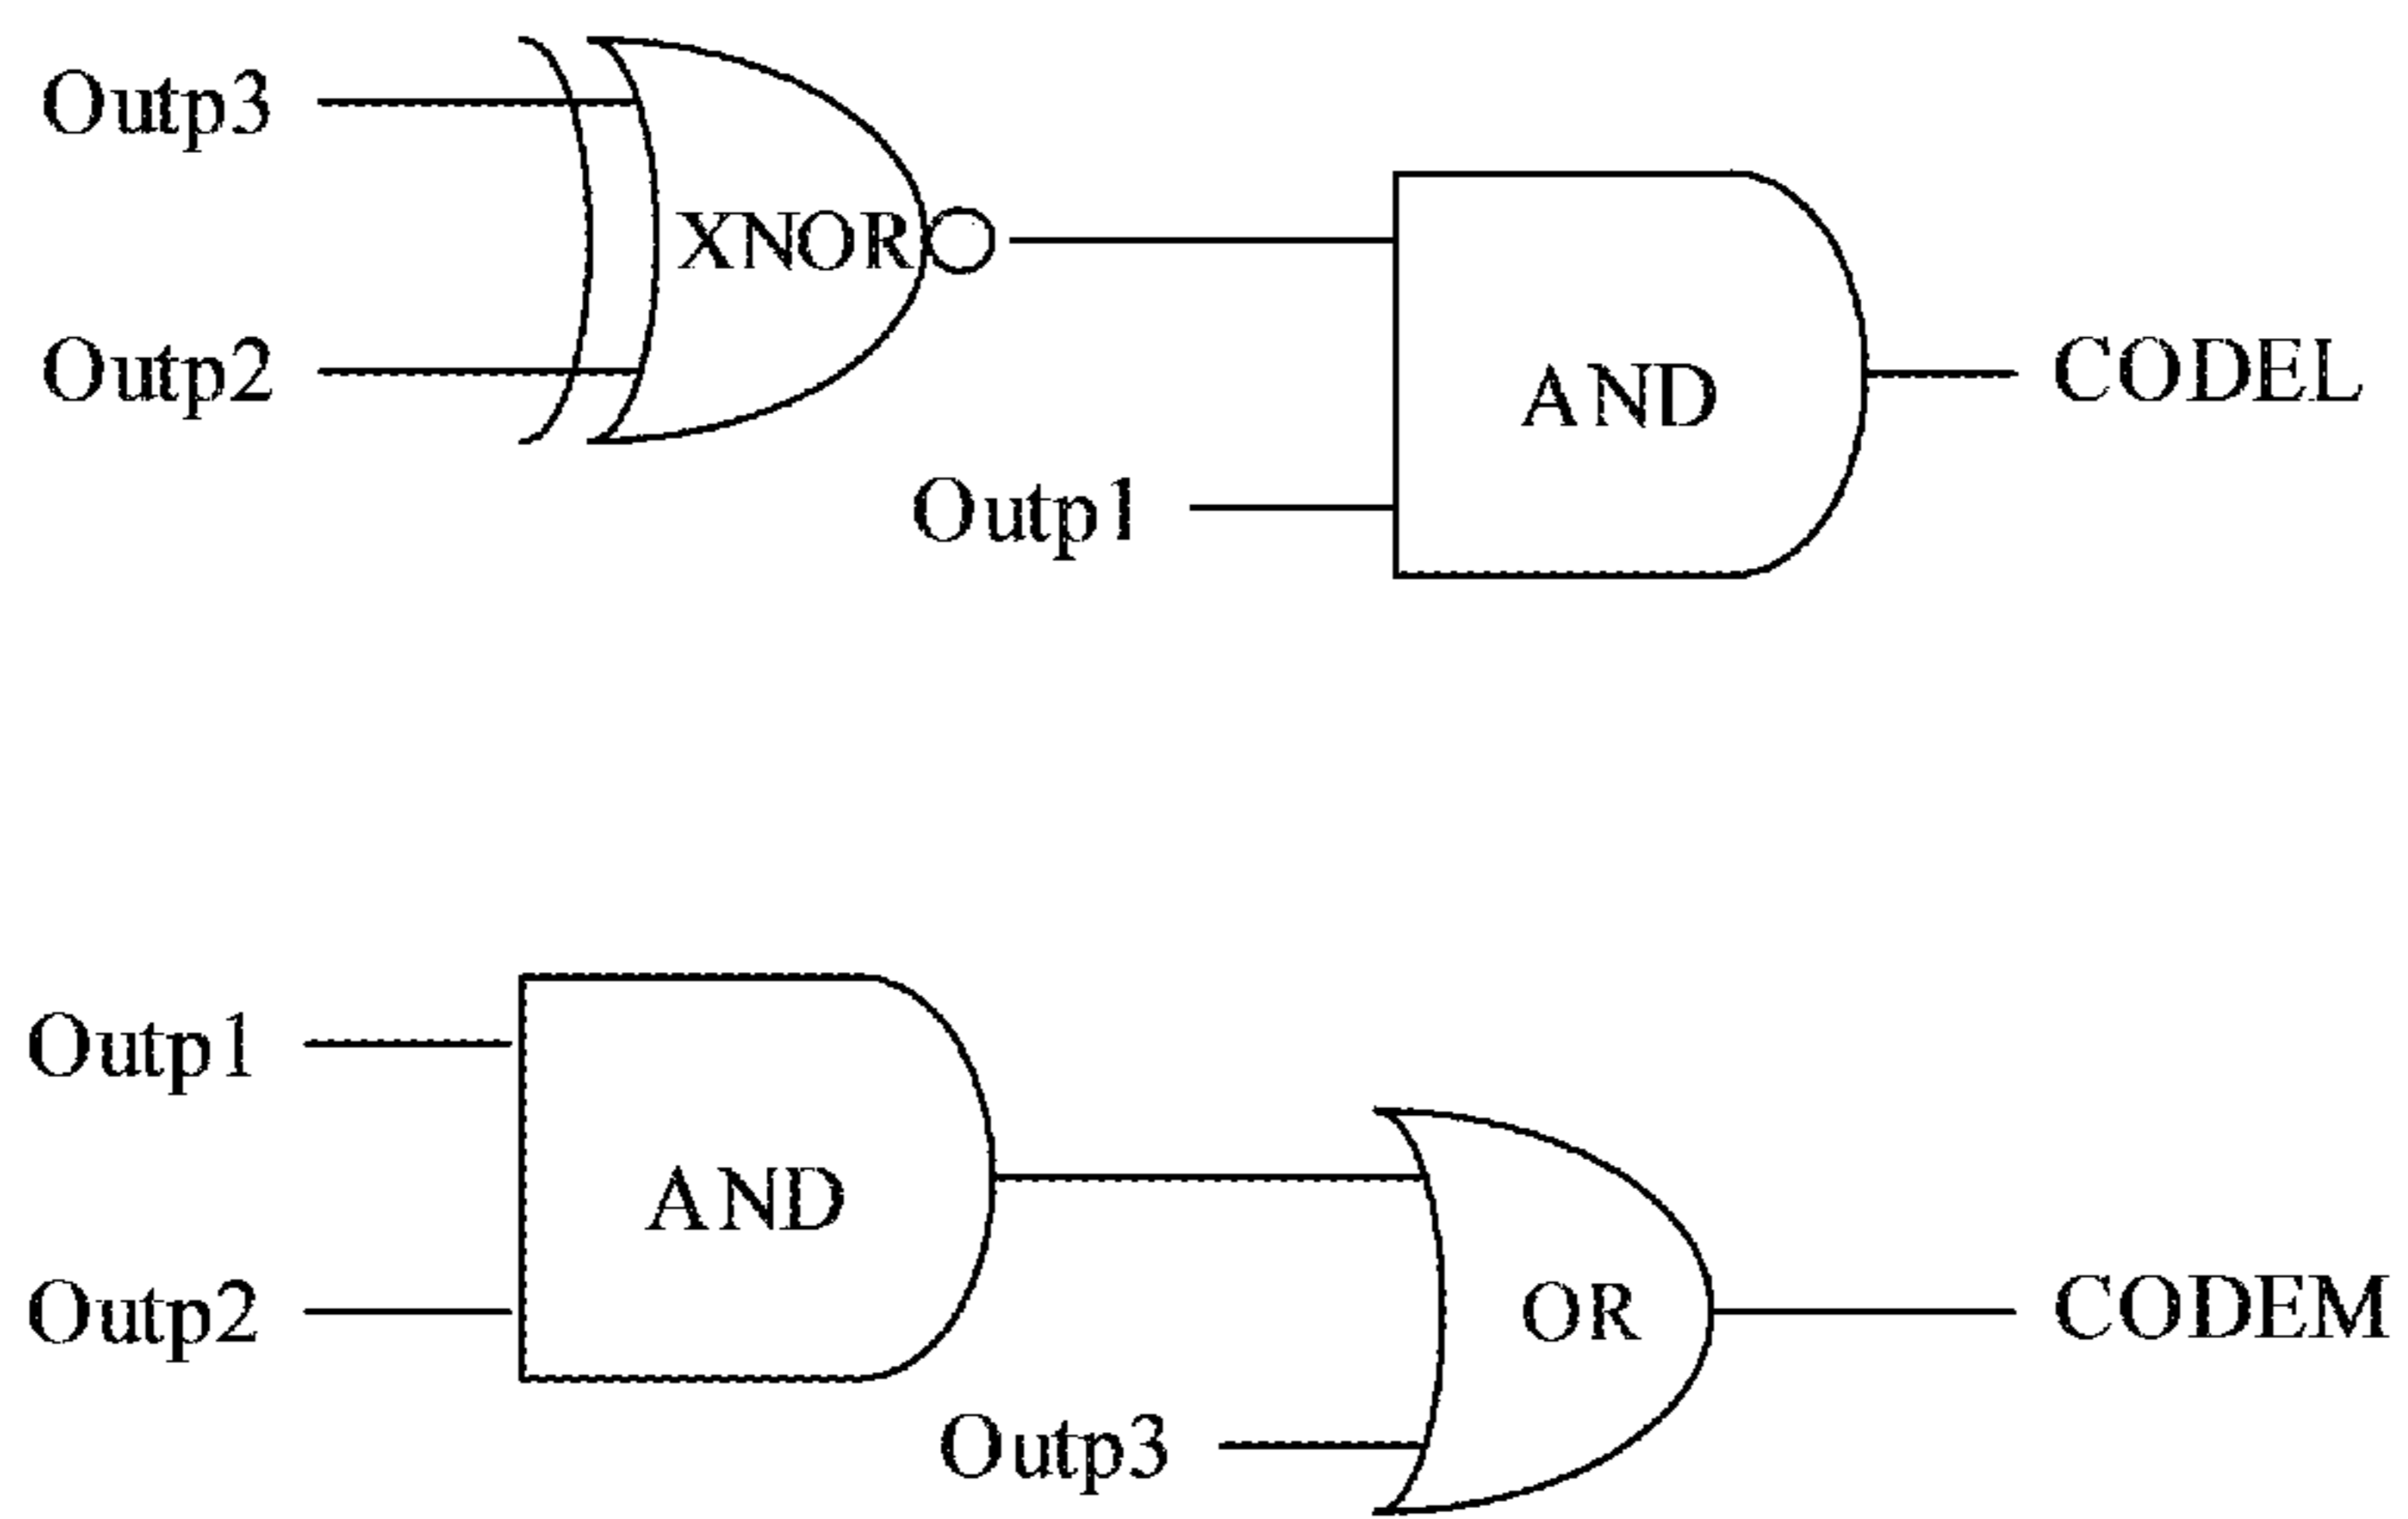 Outp3
XNOR
Outp2
AND
CODEL
Outp1
Outp1
AND
Outp2
OR
CODEM
Outp3